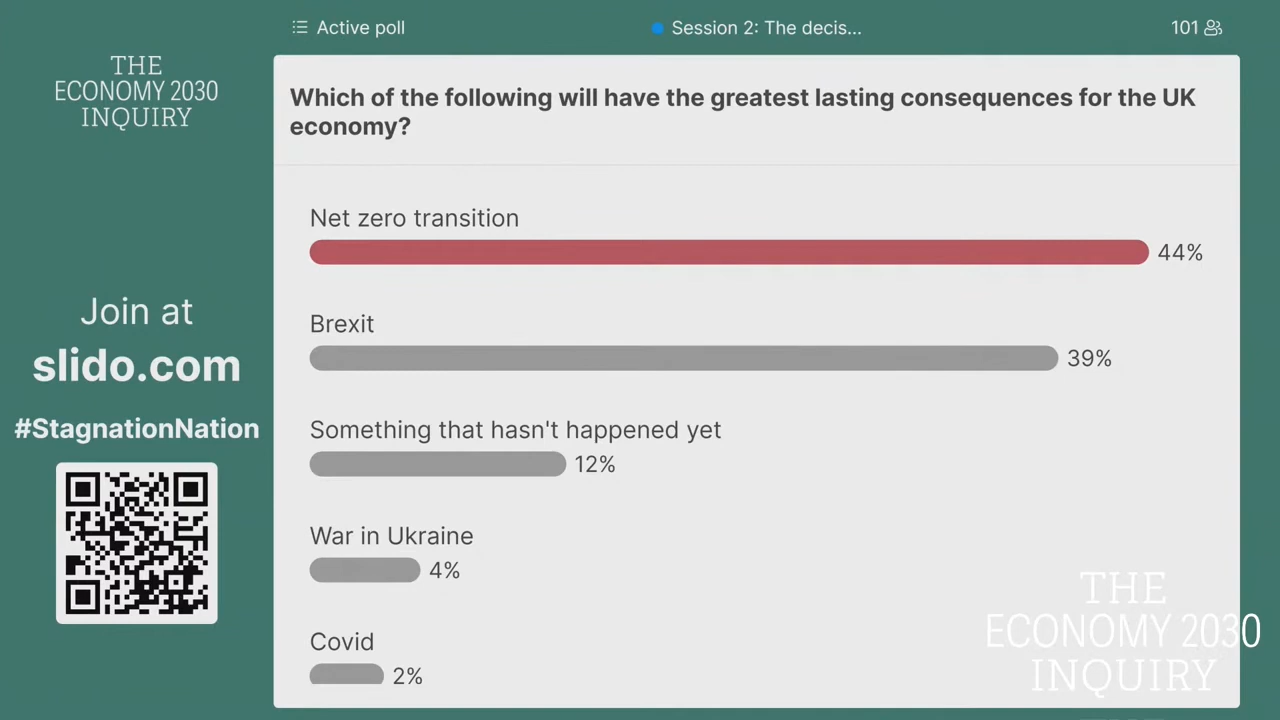 Active poll
Session 2: The decis...
101
THE
ECONOMY 2030
INQUIRY
Which of the following will have the greatest lasting consequences for the UK
economy?
Net zero transition
44%
Brexit
39%
Something that hasn't happened yet
12%
War in Ukraine
4%
Covid
2%
Join at
slido.com
#StagnationNation
THE
ECONOMY 2030
INQUIRY